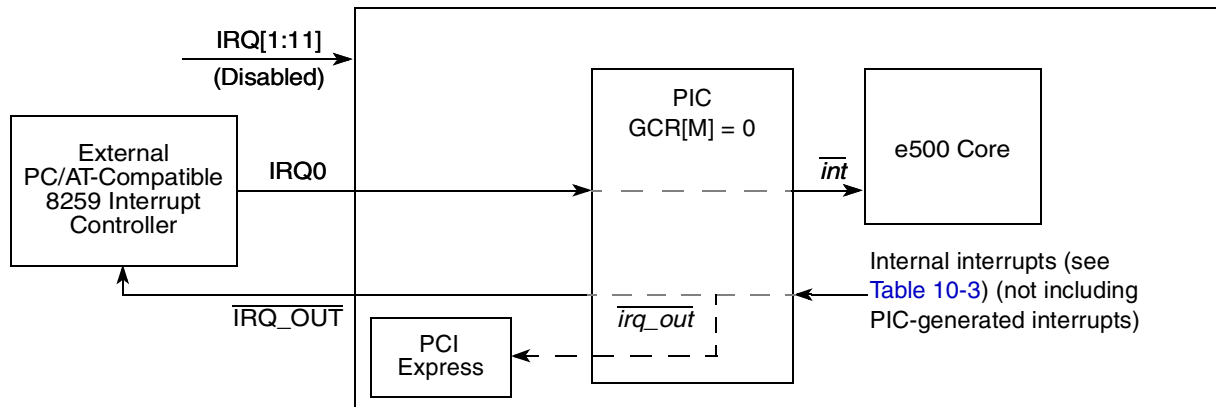 IRQ[1:11]
(Disabled)
PIC
GCR[M] = 0
e500 Core
External
PC/AT-Compatible
8259 Interrupt
Controller
IRQ0
int
Internal interrupts (see
Table 10-3) (not including
PIC-generated interrupts)
IRQ_OUT
irq_out
PCI
Express